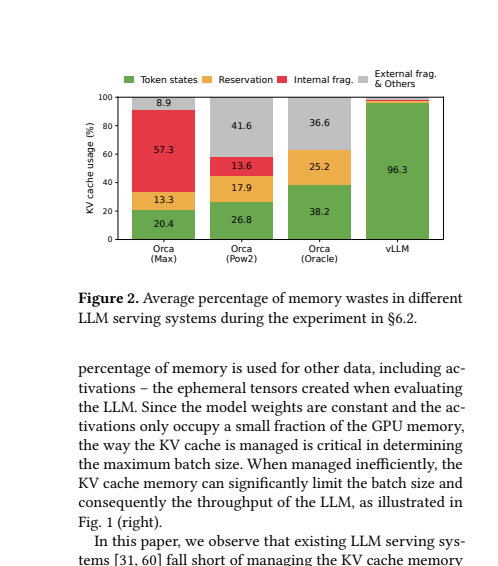 Token states Reservation Internal frag. External frag. & Others
KV cache usage (%)
100
80
60
40
20
0
8.9
57.3
13.3
20.4
41.6
13.6
17.9
26.8
36.6
25.2
38.2
96.3
Orca (Max)
Orca (Pow2)
Orca (Oracle)
vLLM
Figure 2. Average percentage of memory wastes in different
LLM serving systems during the experiment in §6.2.
percentage of memory is used for other data, including ac-
tivations – the ephemeral tensors created when evaluating
the LLM. Since the model weights are constant and the ac-
tivations only occupy a small fraction of the GPU memory,
the way the KV cache is managed is critical in determining
the maximum batch size. When managed inefficiently, the
KV cache memory can significantly limit the batch size and
consequently the throughput of the LLM, as illustrated in
Fig. 1 (right).
In this paper, we observe that existing LLM serving sys-
tems [31, 60] fall short of managing the KV cache memory